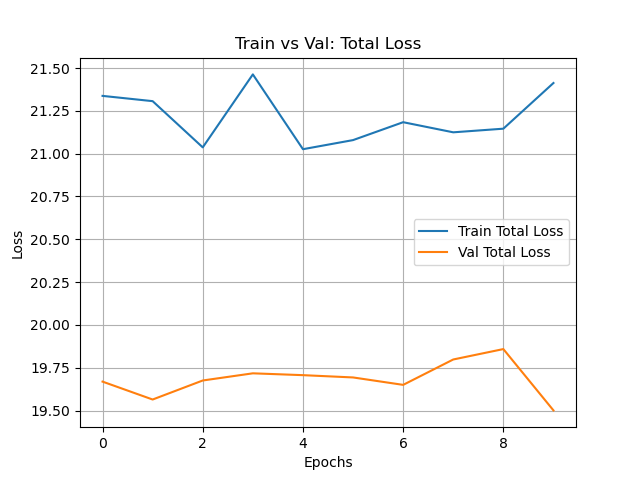 Train vs Val: Total Loss
21.50
21.25
21.00
20.75
20.50
20.25
20.00
19.75
19.50
Loss
Train Total Loss
Val Total Loss
0 2 4 6 8
Epochs